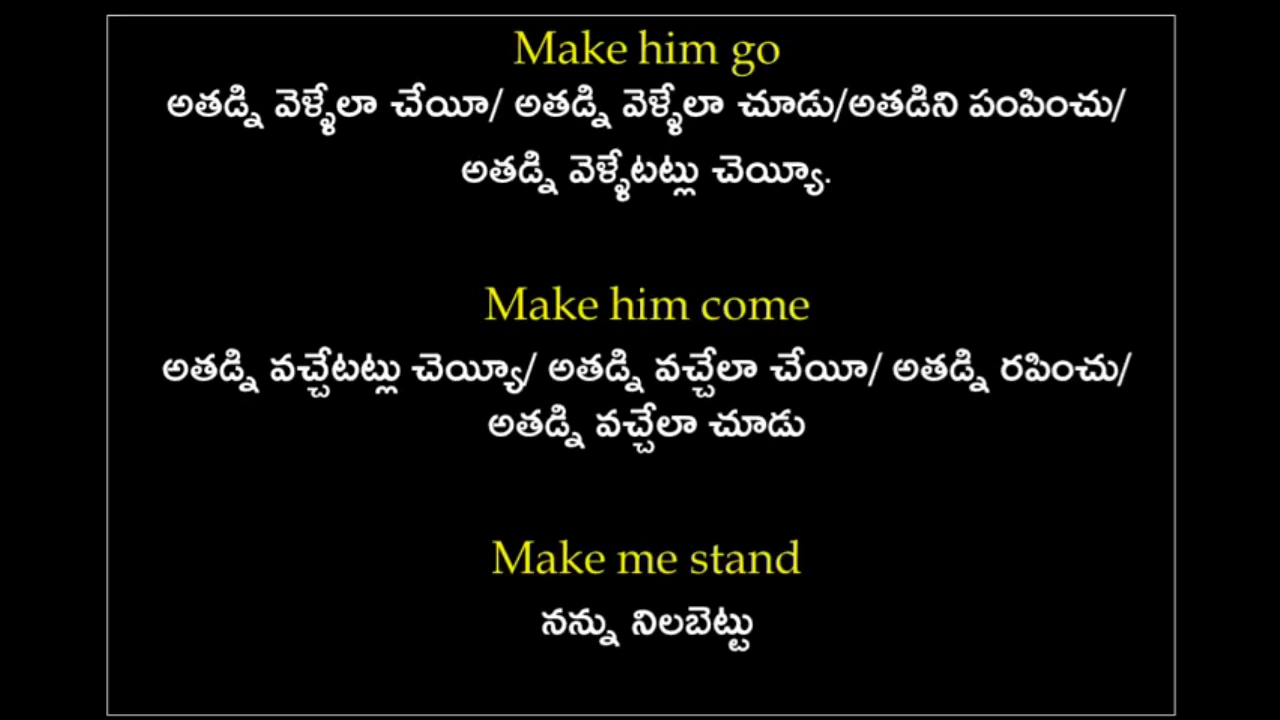 Make him go
అతడ్ని వెళ్ళేలా చేయీ/ అతడ్ని వెళ్ళేలా చూడు/అతడిని పంపించు/
అతడ్ని వెళ్ళేటట్లు చెయ్యీ.
Make him come
అతడ్ని వచ్చేటట్లు చెయ్యీ/ అతడ్ని వచ్చేలా చేయీ/ అతడ్ని రపించు/
అతడ్ని వచ్చేలా చూడు
Make me stand
నన్ను నిలబెట్టు